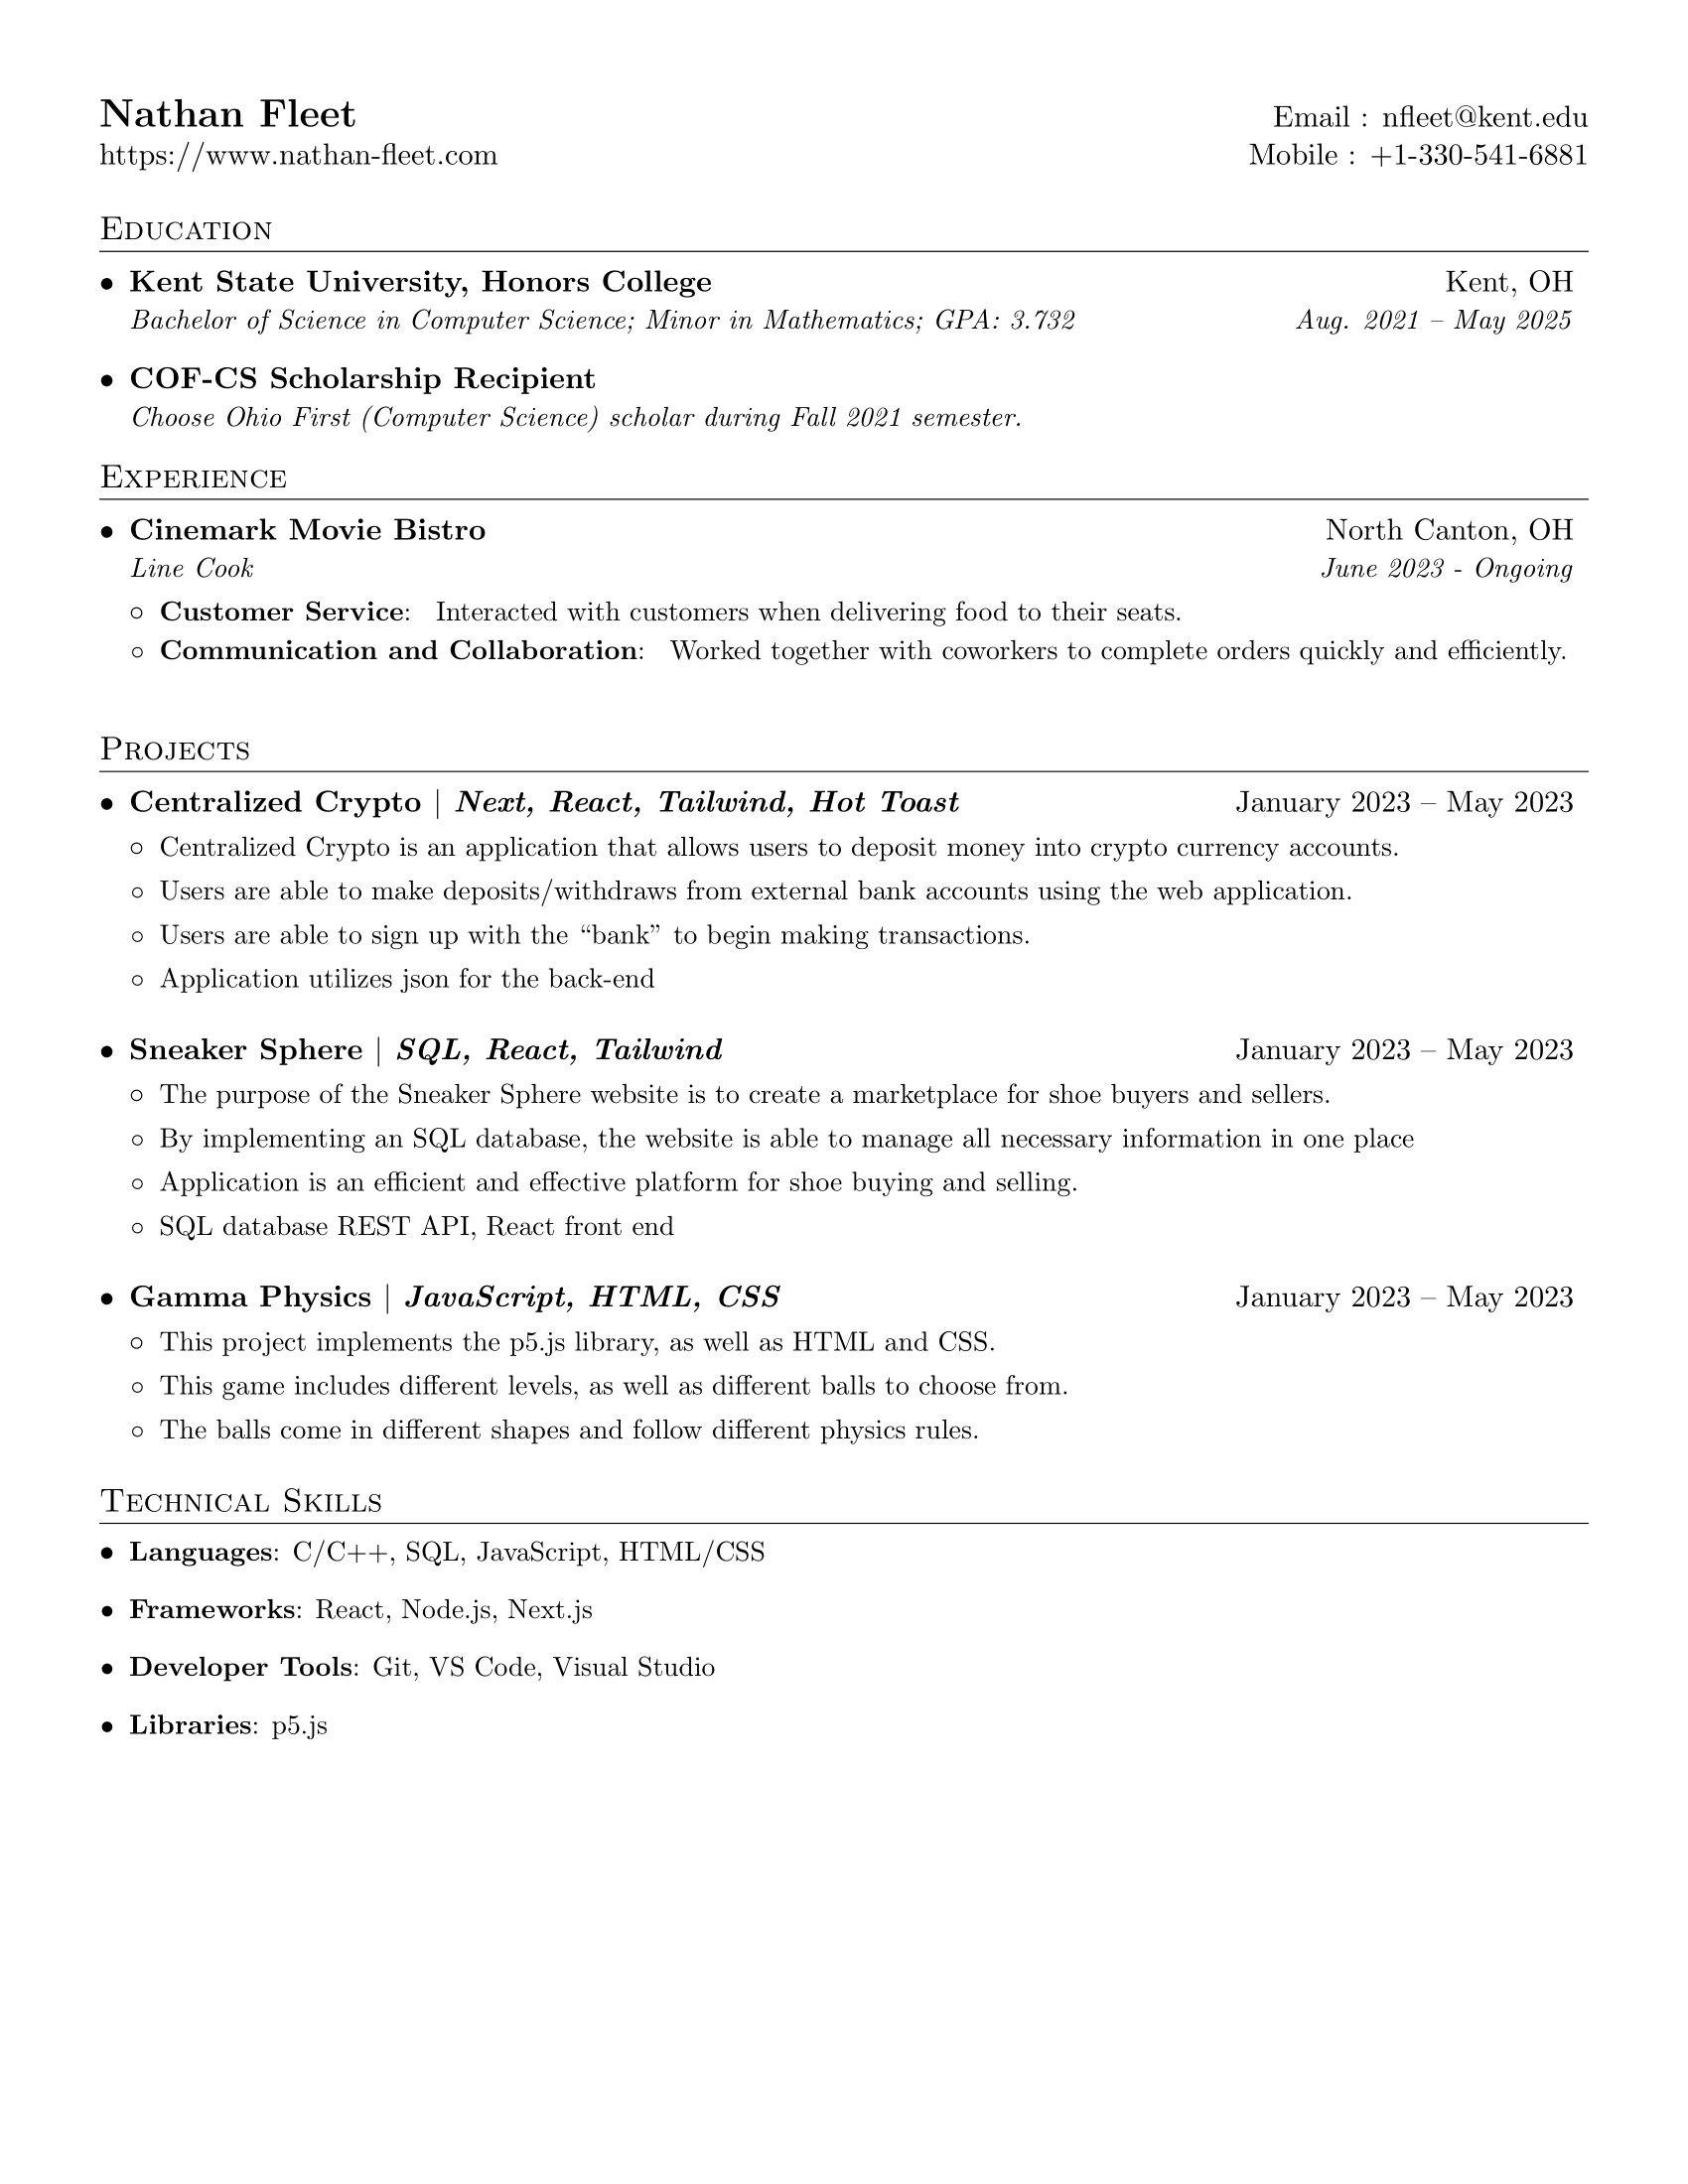 Nathan Fleet
Email : nfleet@kent.edu
https://www.nathan-fleet.com
Mobile : +1-330-541-6881
Education
• Kent State University, Honors College Kent, OH
Bachelor of Science in Computer Science; Minor in Mathematics; GPA: 3.732 Aug. 2021 – May 2025
• COF-CS Scholarship Recipient
Choose Ohio First (Computer Science) scholar during Fall 2021 semester.
Experience
• Cinemark Movie Bistro North Canton, OH
Line Cook June 2023 - Ongoing
◦ Customer Service: Interacted with customers when delivering food to their seats.
◦ Communication and Collaboration: Worked together with coworkers to complete orders quickly and efficiently.
Projects
• Centralized Crypto | Next, React, Tailwind, Hot Toast January 2023 – May 2023
◦ Centralized Crypto is an application that allows users to deposit money into crypto currency accounts.
◦ Users are able to make deposits/withdraws from external bank accounts using the web application.
◦ Users are able to sign up with the “bank” to begin making transactions.
◦ Application utilizes json for the back-end
• Sneaker Sphere | SQL, React, Tailwind January 2023 – May 2023
◦ The purpose of the Sneaker Sphere website is to create a marketplace for shoe buyers and sellers.
◦ By implementing an SQL database, the website is able to manage all necessary information in one place
◦ Application is an efficient and effective platform for shoe buying and selling.
◦ SQL database REST API, React front end
• Gamma Physics | JavaScript, HTML, CSS January 2023 – May 2023
◦ This project implements the p5.js library, as well as HTML and CSS.
◦ This game includes different levels, as well as different balls to choose from.
◦ The balls come in different shapes and follow different physics rules.
Technical Skills
• Languages: C/C++, SQL, JavaScript, HTML/CSS
• Frameworks: React, Node.js, Next.js
• Developer Tools: Git, VS Code, Visual Studio
• Libraries: p5.js